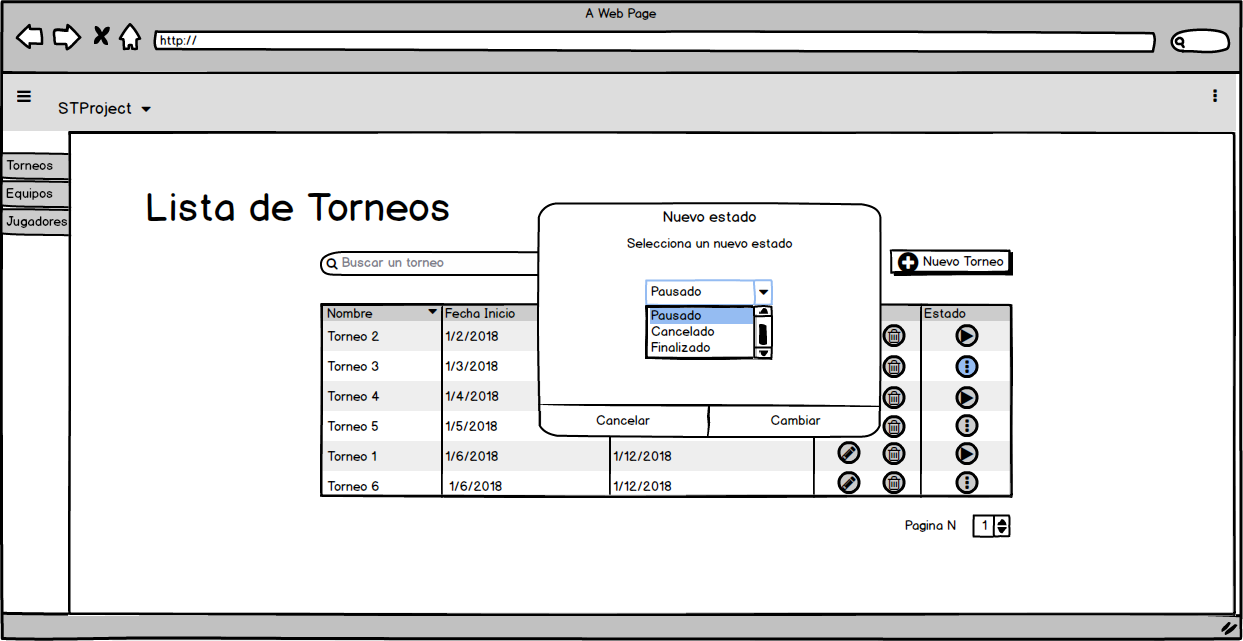 A Web Page
http://
STProject
Torneos
Equipos
Jugadores
Lista de Torneos
Buscar un torneo
Nuevo Torneo
Nuevo estado
Selecciona un nuevo estado
Pausado
Pausado
Cancelado
Finalizado
Cancelar Cambiar
Nombre Fecha Inicio Estado
Torneo 2 1/2/2018
Torneo 3 1/3/2018
Torneo 4 1/4/2018
Torneo 5 1/5/2018
Torneo 1 1/6/2018 1/12/2018
Torneo 6 1/6/2018 1/12/2018
Pagina N 1